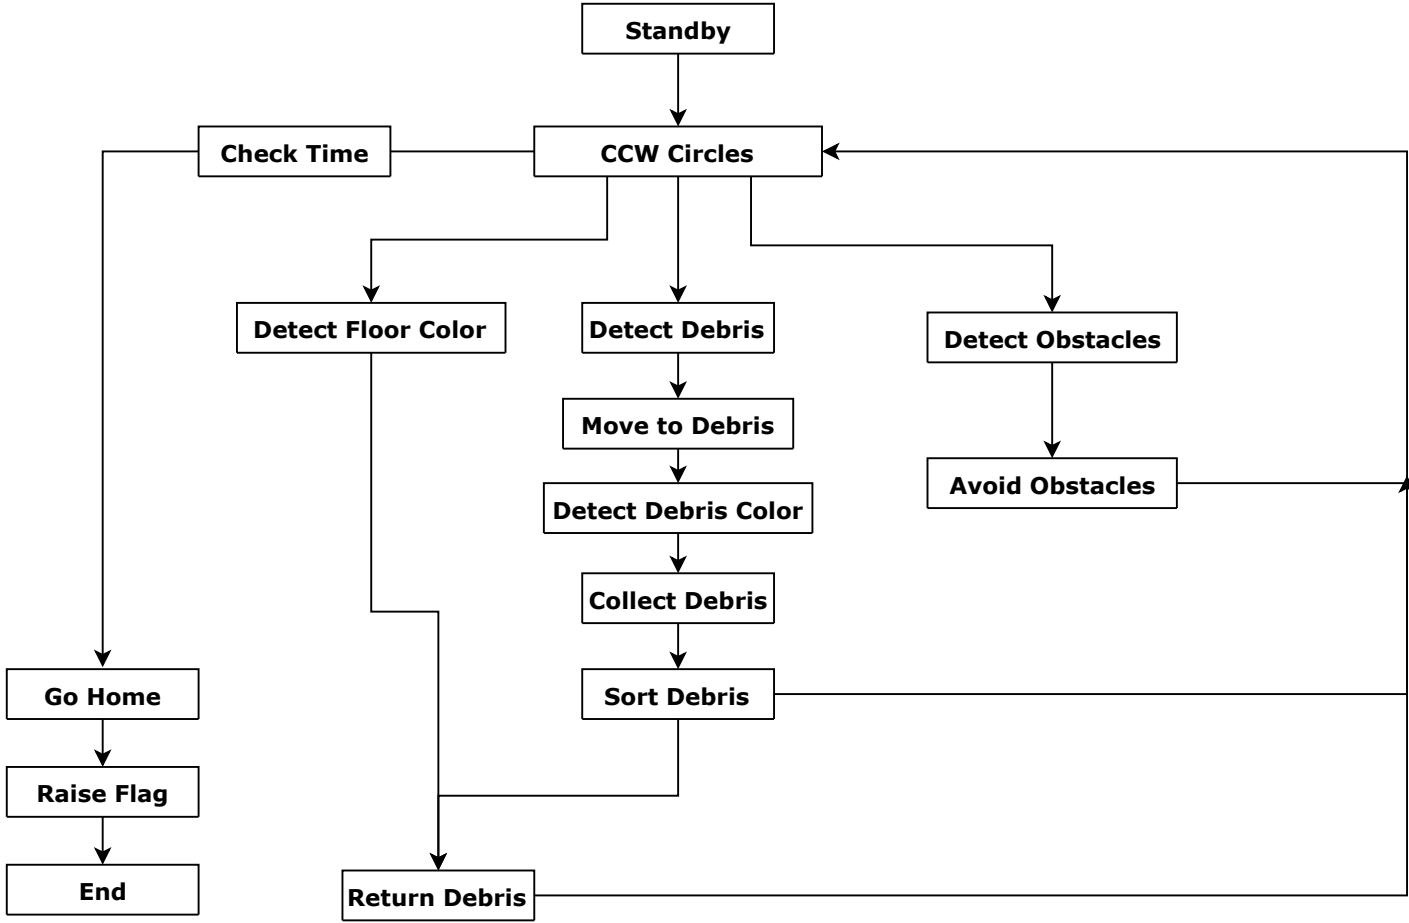 Standby
Check Time
CCW Circles
Detect Floor Color
Detect Debris
Detect Obstacles
Move to Debris
Avoid Obstacles
Detect Debris Color
Collect Debris
Go Home
Sort Debris
Raise Flag
End
Return Debris